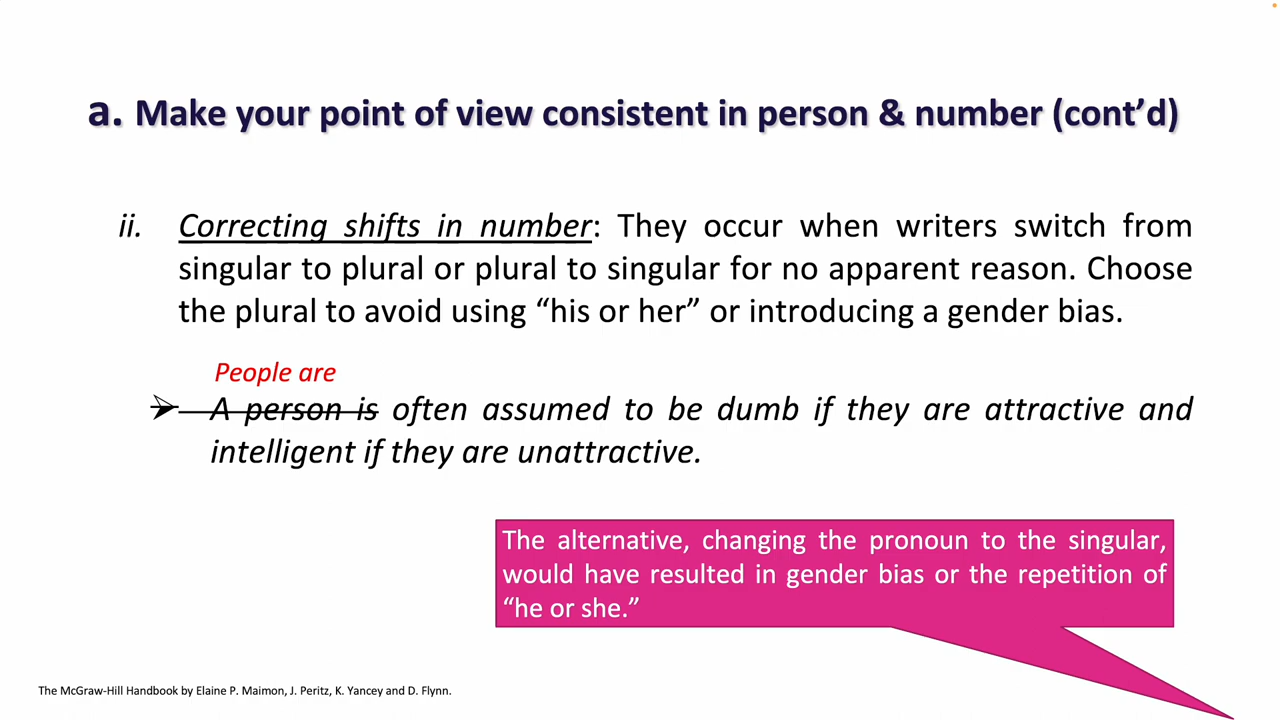 a. Make your point of view consistent in person & number (cont’d)
ii. Correcting shifts in number: They occur when writers switch from
singular to plural or plural to singular for no apparent reason. Choose
the plural to avoid using “his or her” or introducing a gender bias.
People are
A person is often assumed to be dumb if they are attractive and
intelligent if they are unattractive.
The alternative, changing the pronoun to the singular,
would have resulted in gender bias or the repetition of
“he or she.”
The McGraw-Hill Handbook by Elaine P. Maimon, J. Peritz, K. Yancey and D. Flynn.